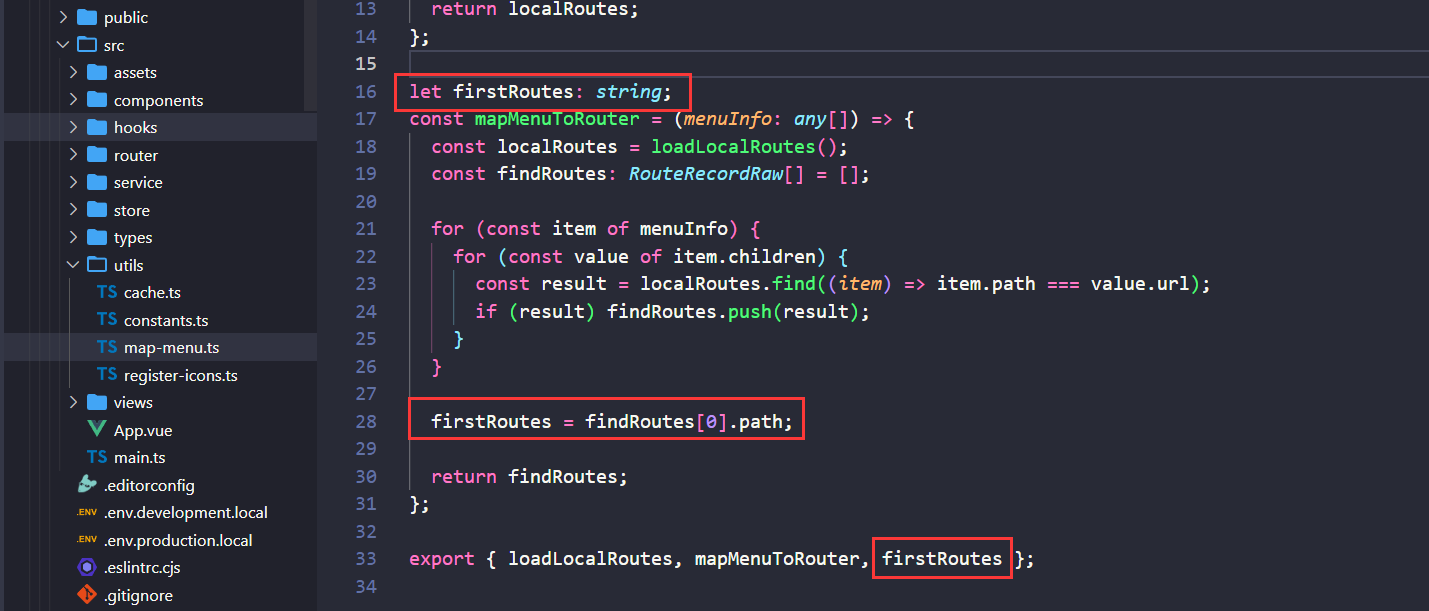 public
src
assets
components
hooks
router
service
store
types
utils
TS cache.ts
TS constants.ts
TS map-menu.ts
TS register-icons.ts
views
App.vue
TS main.ts
.editorconfig
.ENV .env.development.local
.ENV .env.production.local
.eslintrc.cjs
.gitignore
13 return localRoutes;
14 };
15
16 let firstRoutes: string;
17 const mapMenuToRouter = (menuInfo: any[]) => {
18 const localRoutes = loadLocalRoutes();
19 const findRoutes: RouteRecordRaw[] = [];
20
21 for (const item of menuInfo) {
22 for (const value of item.children) {
23 const result = localRoutes.find((item) => item.path === value.url);
24 if (result) findRoutes.push(result);
25 }
26 }
27
28 firstRoutes = findRoutes[0].path;
29
30 return findRoutes;
31 };
32
33 export { loadLocalRoutes, mapMenuToRouter, firstRoutes };
34